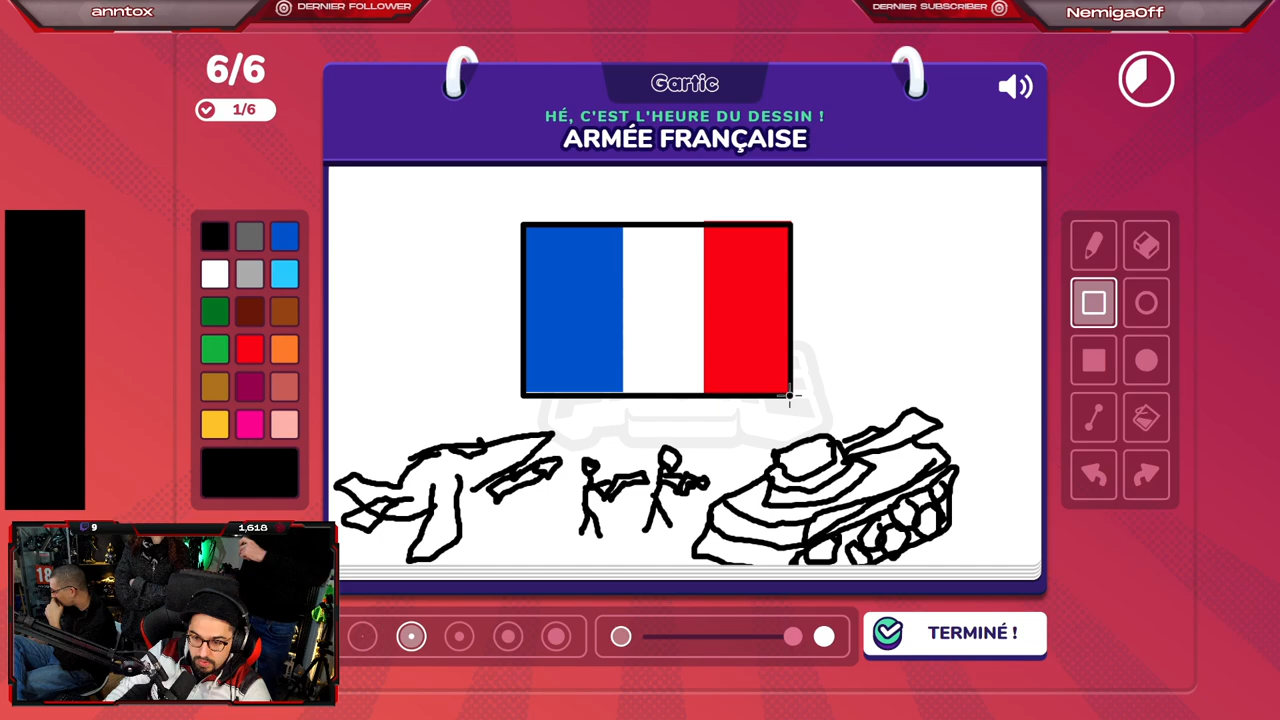 anntox
DERNIER FOLLOWER
DERNIER SUBSCRIBER
NemigaOff
6/6
1/6
Gartic
HÉ, C'EST L'HEURE DU DESSIN !
ARMÉE FRANÇAISE
9
1,618
18
TERMINÉ !